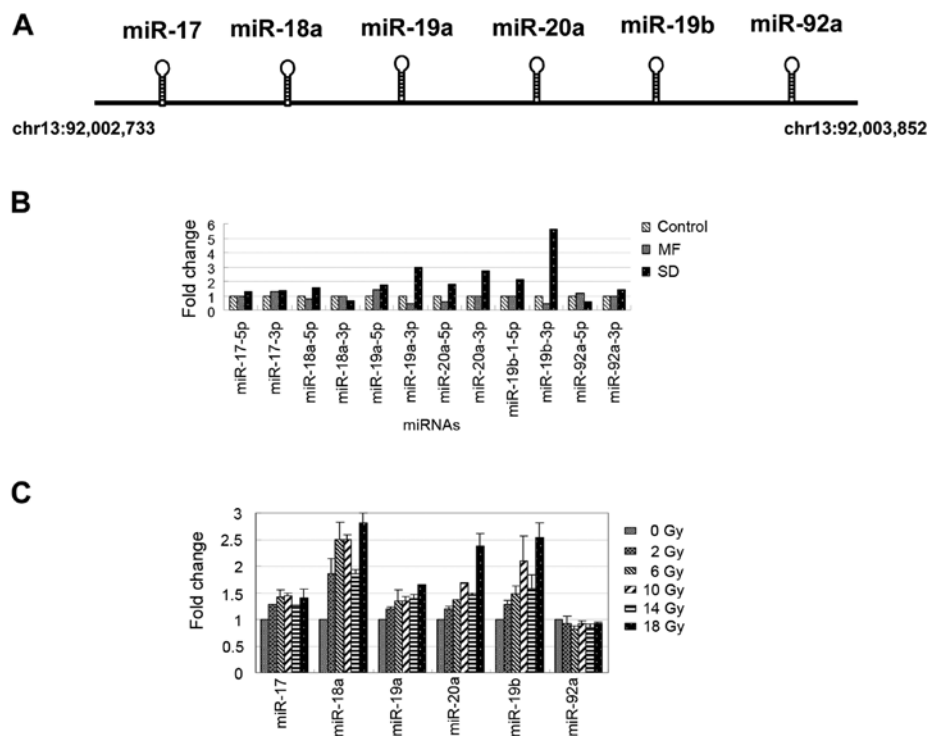 A
miR-17 miR-18a miR-19a miR-20a miR-19b miR-92a
chr13:92,002,733 chr13:92,003,852
B
Fold change
6
5
4
3
2
1
0
Control
MF
SD
miR-17-5p
miR-17-3p
miR-18a-5p
miR-18a-3p
miR-19a-5p
miR-19a-3p
miR-20a-5p
miR-20a-3p
miR-19b-1-5p
miR-19b-3p
miR-92a-5p
miR-92a-3p
miRNAs
C
Fold change
3
2.5
2
1.5
1
0.5
0
0 Gy
2 Gy
6 Gy
10 Gy
14 Gy
18 Gy
miR-17
miR-18a
miR-19a
miR-20a
miR-19b
miR-92a